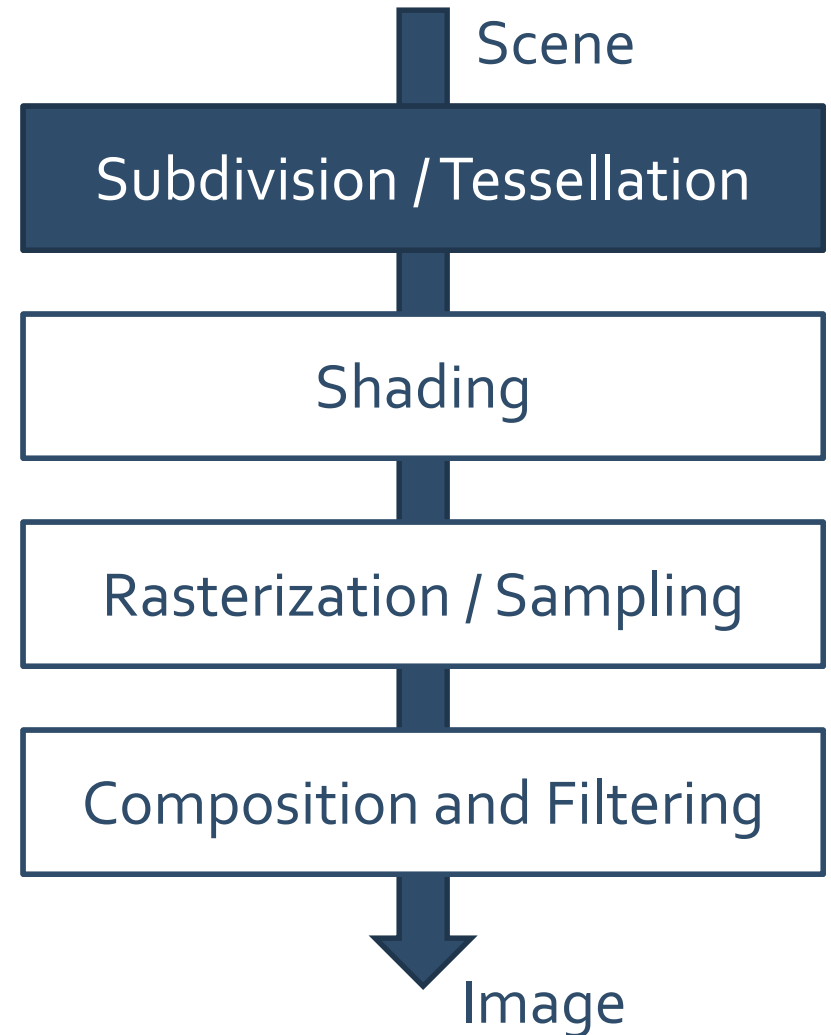 Scene
Subdivision / Tessellation
Shading
Rasterization / Sampling
Composition and Filtering
Image